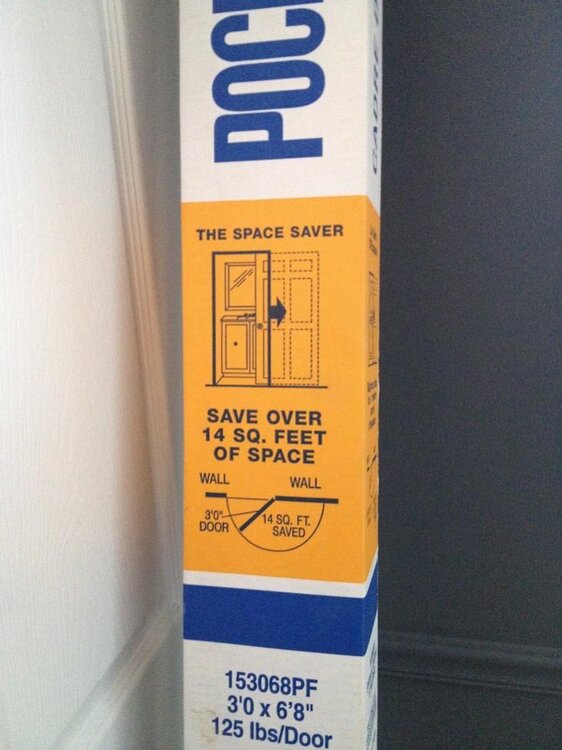 POC
CADRE
THE SPACE SAVER
SAVE OVER
14 SQ. FEET
OF SPACE
WALL
WALL
3'0"
DOOR
14 SQ. FT.
SAVED
153068PF
3'0 x 6'8"
125 lbs/Door